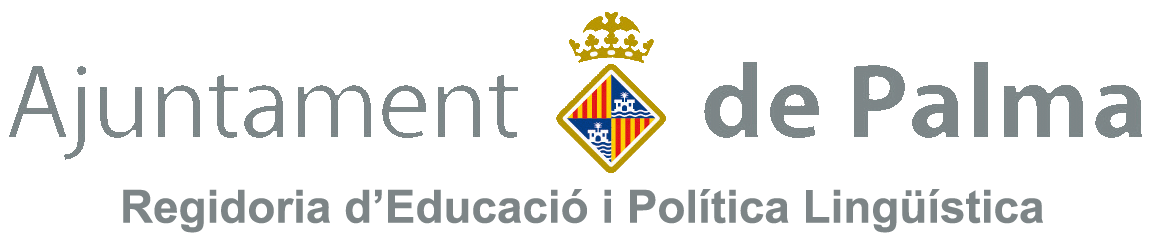 Ajuntament de Palma
Regidoria d’Educació i Política Lingüística